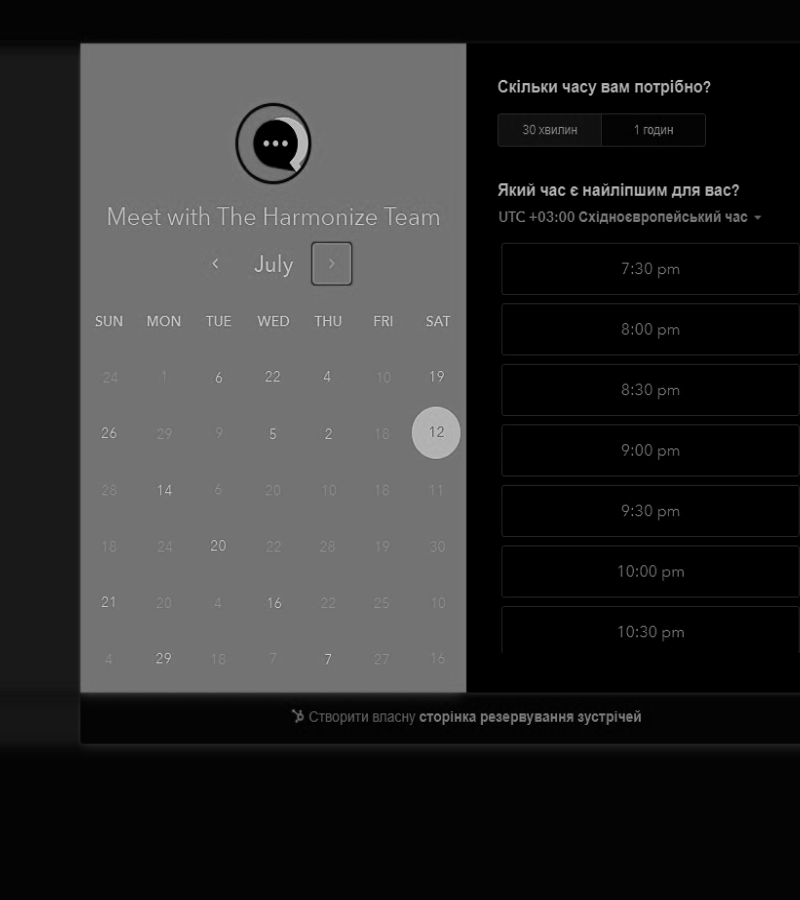 Meet with The Harmonize Team
July
SUN MON TUE WED THU FRI SAT
24 1 6 22 4 10 19
26 29 9 5 2 18 12
28 14 6 20 10 18 11
18 24 20 22 28 19 30
21 20 4 16 22 25 10
4 29 18 7 7 27 16
Скільки часу вам потрібно?
30 хвилин 1 годин
Який час є найліпшим для вас?
UTC +03:00 Східноєвропейський час
7:30 pm
8:00 pm
8:30 pm
9:00 pm
9:30 pm
10:00 pm
10:30 pm
Створити власну сторінка резервування зустрічей